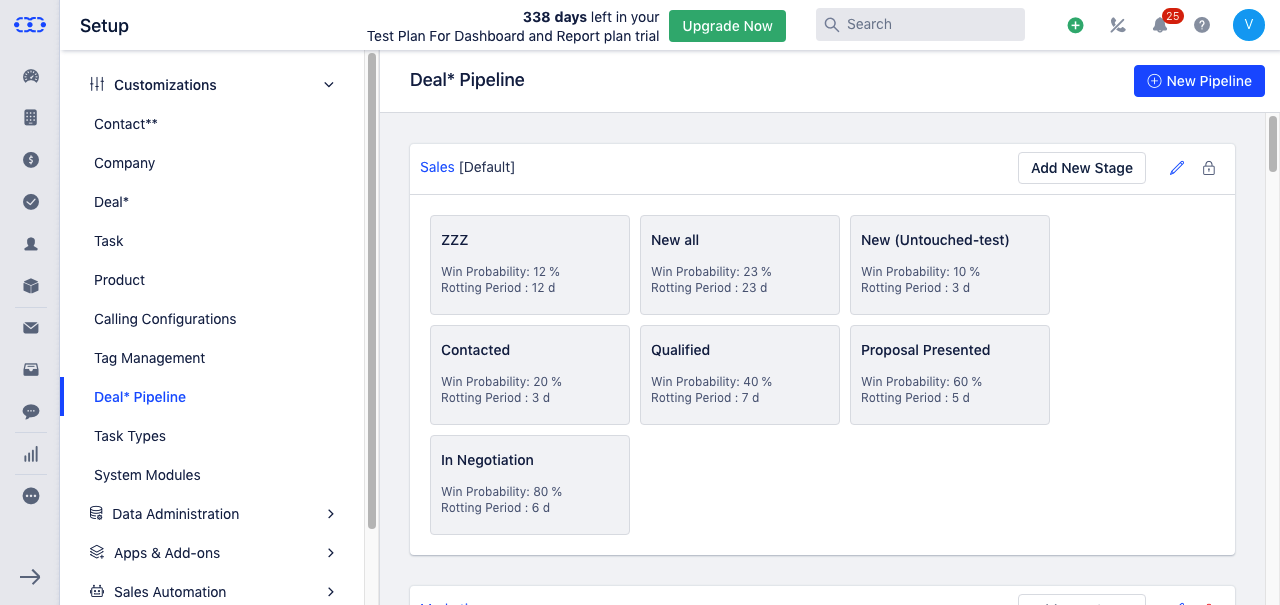 Setup
338 days left in your
Test Plan For Dashboard and Report plan trial
Upgrade Now
Search
25
V
Customizations
Contact**
Company
Deal*
Task
Product
Calling Configurations
Tag Management
Deal* Pipeline
Task Types
System Modules
Data Administration
Apps & Add-ons
Sales Automation
Deal* Pipeline
New Pipeline
Sales [Default]
Add New Stage
ZZZ
Win Probability: 12 %
Rotting Period : 12 d
New all
Win Probability: 23 %
Rotting Period : 23 d
New (Untouched-test)
Win Probability: 10 %
Rotting Period : 3 d
Contacted
Win Probability: 20 %
Rotting Period : 3 d
Qualified
Win Probability: 40 %
Rotting Period : 7 d
Proposal Presented
Win Probability: 60 %
Rotting Period : 5 d
In Negotiation
Win Probability: 80 %
Rotting Period : 6 d